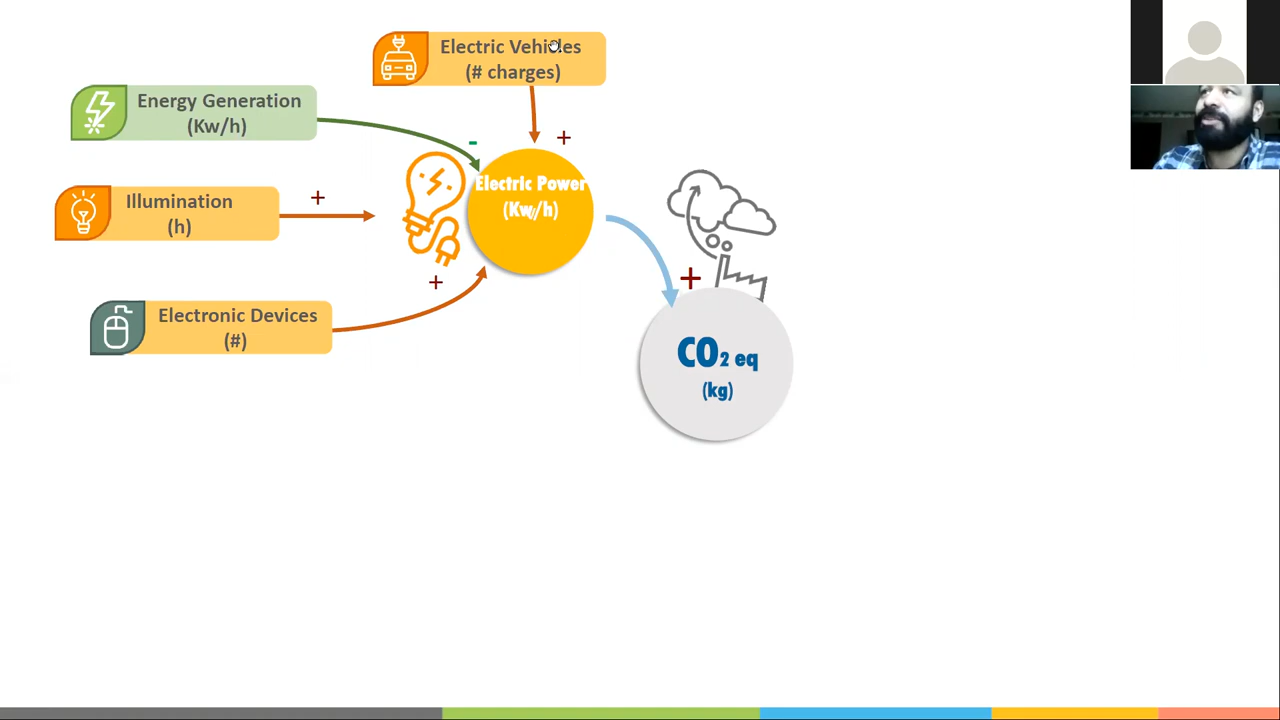 Electric Vehicles
(# charges)
Energy Generation
(Kw/h)
-
+
Electric Power
(Kw/h)
Illumination
(h)
+
+
+
Electronic Devices
(#)
CO2 eq
(kg)